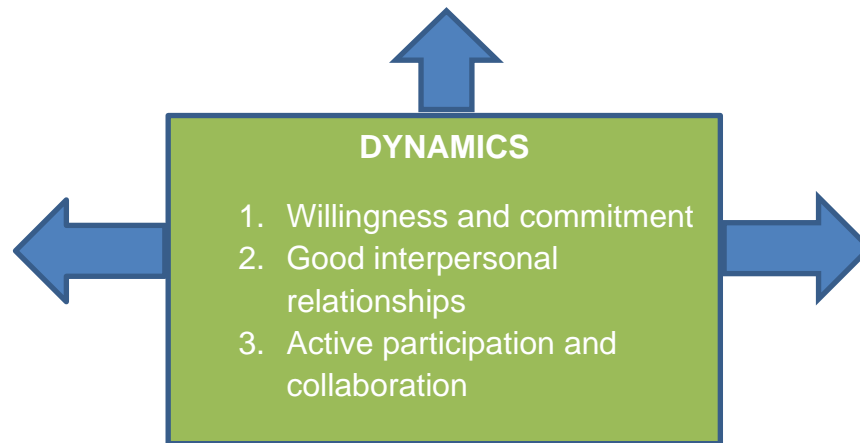 DYNAMICS
1. Willingness and commitment
2. Good interpersonal
relationships
3. Active participation and
collaboration